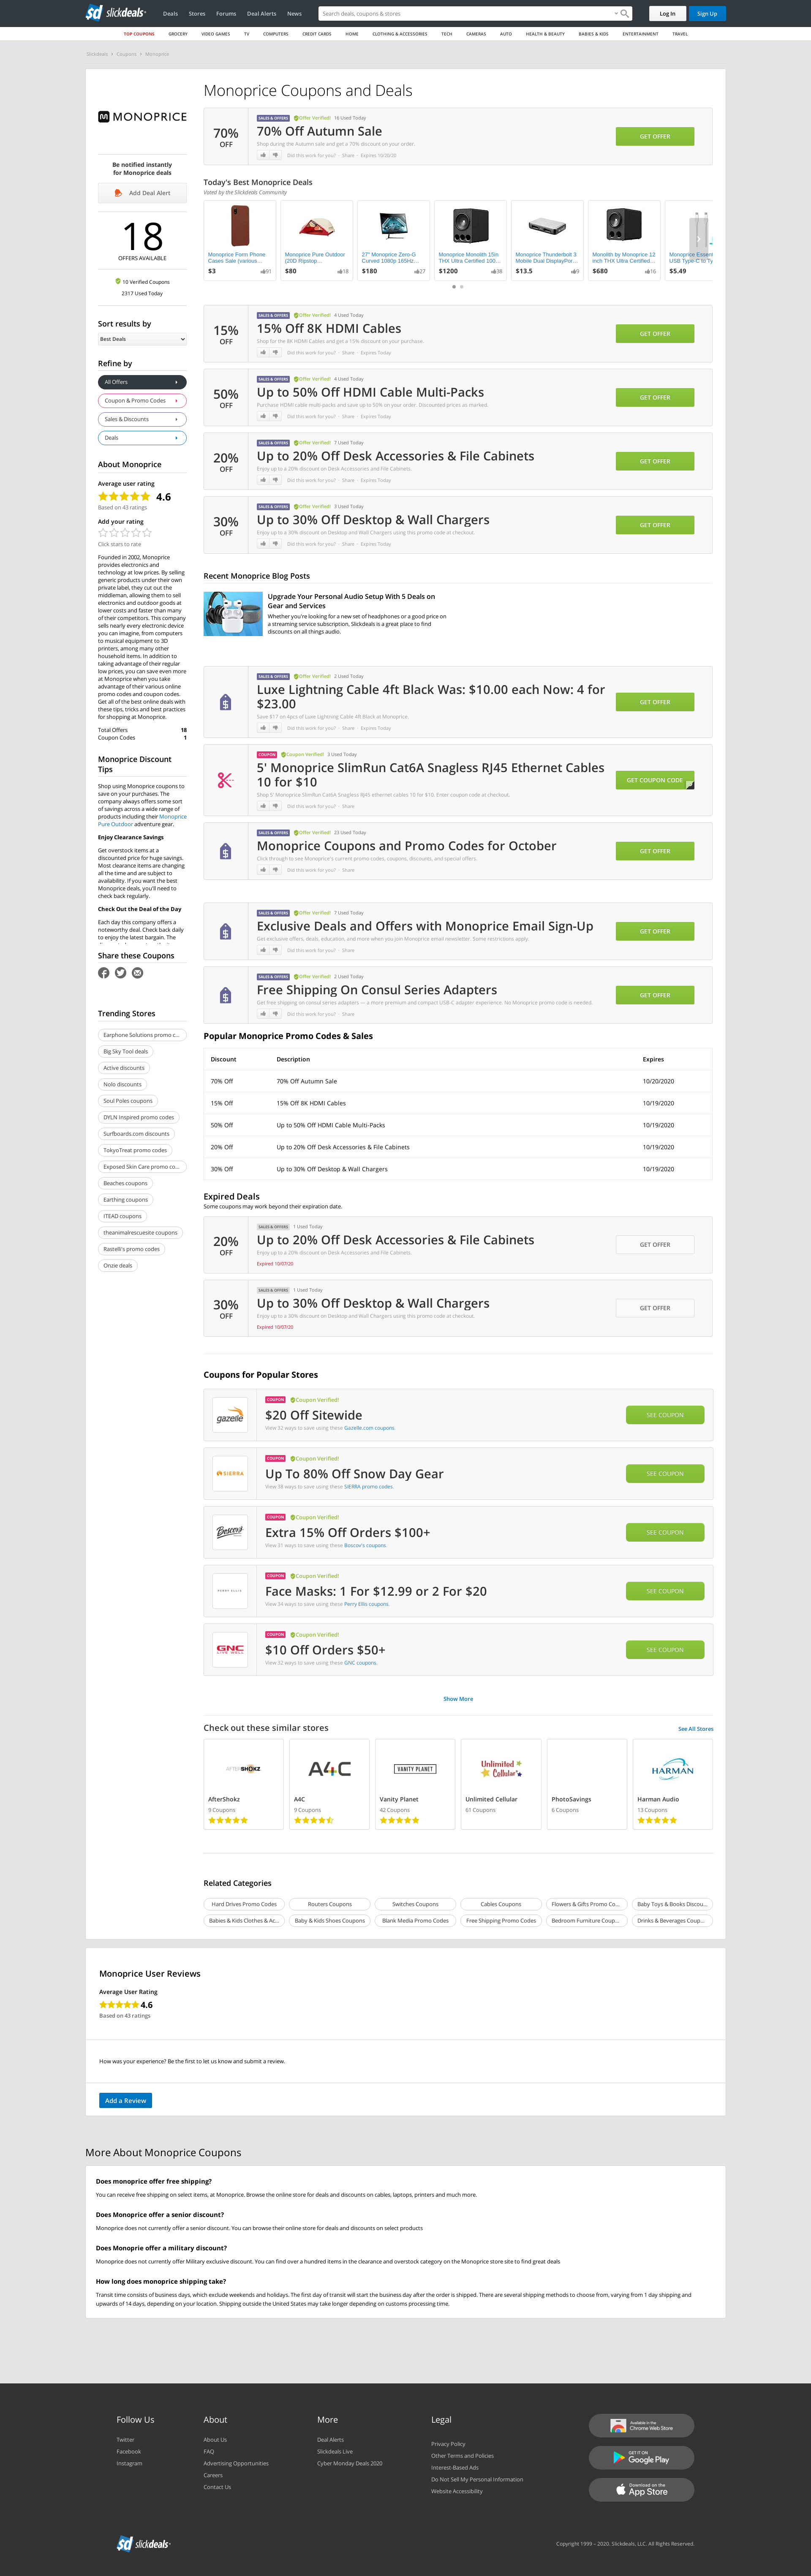 sd slickdeals
Deals Stores Forums Deal Alerts News
Search deals, coupons & stores
Log In Sign Up
TOP COUPONS GROCERY VIDEO GAMES TV COMPUTERS CREDIT CARDS HOME CLOTHING & ACCESSORIES TECH CAMERAS AUTO HEALTH & BEAUTY BABIES & KIDS ENTERTAINMENT TRAVEL
Slickdeals > Coupons > Monoprice
MONOPRICE
Be notified instantly
for Monoprice deals
Add Deal Alert
18
OFFERS AVAILABLE
10 Verified Coupons
2317 Used Today
Sort results by
Best Deals
Refine by
All Offers
Coupon & Promo Codes
Sales & Discounts
Deals
About Monoprice
Average user rating
4.6
Based on 43 ratings
Add your rating
Click stars to rate
Founded in 2002, Monoprice
provides electronics and
technology at low prices. By selling
generic products under their own
private label, they cut out the
middleman, allowing them to sell
electronics and outdoor goods at
lower costs and faster than many
of their competitors. This company
sells nearly every electronic device
you can imagine, from computers
to musical equipment to 3D
printers, among many other
household items. In addition to
taking advantage of their regular
low prices, you can save even more
at Monoprice when you take
advantage of their various online
promo codes and coupon codes.
Get all of the best online deals with
these tips, tricks and best practices
for shopping at Monoprice.
Total Offers 18
Coupon Codes 1
Monoprice Discount
Tips
Shop using Monoprice coupons to
save on your purchases. The
company always offers some sort
of savings across a wide range of
products including their Monoprice
Pure Outdoor adventure gear.
Enjoy Clearance Savings
Get overstock items at a
discounted price for huge savings.
Most clearance items are changing
all the time and are subject to
availability. If you want the best
Monoprice deals, you'll need to
check back regularly.
Check Out the Deal of the Day
Each day this company offers a
noteworthy deal. Check back daily
to enjoy the latest bargain. The
Share these Coupons
Trending Stores
Earphone Solutions promo c...
Big Sky Tool deals
Active discounts
Nolo discounts
Soul Poles coupons
DYLN Inspired promo codes
Surfboards.com discounts
TokyoTreat promo codes
Exposed Skin Care promo co...
Beaches coupons
Earthing coupons
ITEAD coupons
theanimalrescuesite coupons
Rastelli's promo codes
Onzie deals
Monoprice Coupons and Deals
70%
OFF
SALES & OFFERS Offer Verified! 16 Used Today
70% Off Autumn Sale
Shop during the Autumn sale and get a 70% discount on your order.
Did this work for you? · Share · Expires 10/20/20
GET OFFER
Today's Best Monoprice Deals
Voted by the Slickdeals Community
Monoprice Form Phone
Cases Sale (various ...
$3 91
Monoprice Pure Outdoor
(20D Ripstop...
$80 18
27" Monoprice Zero-G
Curved 1080p 165Hz...
$180 27
Monoprice Monolith 15in
THX Ultra Certified 100...
$1200 38
Monoprice Thunderbolt 3
Mobile Dual DisplayPor...
$13.5 9
Monolith by Monoprice 12
inch THX Ultra Certified...
$680 16
Monoprice Essent
USB Type-C to Ty
$5.49
15%
OFF
SALES & OFFERS Offer Verified! 4 Used Today
15% Off 8K HDMI Cables
Shop for the 8K HDMI Cables and get a 15% discount on your purchase.
Did this work for you? · Share · Expires Today
GET OFFER
50%
OFF
SALES & OFFERS Offer Verified! 4 Used Today
Up to 50% Off HDMI Cable Multi-Packs
Purchase HDMI cable multi-packs and save up to 50% on your order. Discounted prices as marked.
Did this work for you? · Share · Expires Today
GET OFFER
20%
OFF
SALES & OFFERS Offer Verified! 7 Used Today
Up to 20% Off Desk Accessories & File Cabinets
Enjoy up to a 20% discount on Desk Accessories and File Cabinets.
Did this work for you? · Share · Expires Today
GET OFFER
30%
OFF
SALES & OFFERS Offer Verified! 3 Used Today
Up to 30% Off Desktop & Wall Chargers
Enjoy up to a 30% discount on Desktop and Wall Chargers using this promo code at checkout.
Did this work for you? · Share · Expires Today
GET OFFER
Recent Monoprice Blog Posts
Upgrade Your Personal Audio Setup With 5 Deals on
Gear and Services
Whether you're looking for a new set of headphones or a good price on
a streaming service subscription, Slickdeals is a great place to find
discounts on all things audio.
SALES & OFFERS Offer Verified! 2 Used Today
Luxe Lightning Cable 4ft Black Was: $10.00 each Now: 4 for
$23.00
Save $17 on 4pcs of Luxe Lightning Cable 4ft Black at Monoprice.
Did this work for you? · Share · Expires Today
GET OFFER
COUPON Coupon Verified! 3 Used Today
5' Monoprice SlimRun Cat6A Snagless RJ45 Ethernet Cables
10 for $10
Shop 5' Monoprice SlimRun Cat6A Snagless RJ45 ethernet cables 10 for $10. Enter coupon code at checkout.
Did this work for you? · Share
GET COUPON CODE
SALES & OFFERS Offer Verified! 23 Used Today
Monoprice Coupons and Promo Codes for October
Click through to see Monoprice's current promo codes, coupons, discounts, and special offers.
Did this work for you? · Share
GET OFFER
SALES & OFFERS Offer Verified! 7 Used Today
Exclusive Deals and Offers with Monoprice Email Sign-Up
Get exclusive offers, deals, education, and more when you join Monoprice email newsletter. Some restrictions apply.
Did this work for you? · Share
GET OFFER
SALES & OFFERS Offer Verified! 2 Used Today
Free Shipping On Consul Series Adapters
Get free shipping on consul series adapters — a more premium and compact USB-C adapter experience. No Monoprice promo code is needed.
Did this work for you? · Share
GET OFFER
Popular Monoprice Promo Codes & Sales
Discount Description Expires
70% Off 70% Off Autumn Sale 10/20/2020
15% Off 15% Off 8K HDMI Cables 10/19/2020
50% Off Up to 50% Off HDMI Cable Multi-Packs 10/19/2020
20% Off Up to 20% Off Desk Accessories & File Cabinets 10/19/2020
30% Off Up to 30% Off Desktop & Wall Chargers 10/19/2020
Expired Deals
Some coupons may work beyond their expiration date.
20%
OFF
SALES & OFFERS 1 Used Today
Up to 20% Off Desk Accessories & File Cabinets
Enjoy up to a 20% discount on Desk Accessories and File Cabinets.
Expired 10/07/20
GET OFFER
30%
OFF
SALES & OFFERS 1 Used Today
Up to 30% Off Desktop & Wall Chargers
Enjoy up to a 30% discount on Desktop and Wall Chargers using this promo code at checkout.
Expired 10/07/20
GET OFFER
Coupons for Popular Stores
gazelle
COUPON Coupon Verified!
$20 Off Sitewide
View 32 ways to save using these Gazelle.com coupons.
SEE COUPON
SIERRA
COUPON Coupon Verified!
Up To 80% Off Snow Day Gear
View 38 ways to save using these SIERRA promo codes.
SEE COUPON
Boscov's
COUPON Coupon Verified!
Extra 15% Off Orders $100+
View 31 ways to save using these Boscov's coupons.
SEE COUPON
PERRY ELLIS
COUPON Coupon Verified!
Face Masks: 1 For $12.99 or 2 For $20
View 34 ways to save using these Perry Ellis coupons.
SEE COUPON
GNC
LIVE WELL
COUPON Coupon Verified!
$10 Off Orders $50+
View 32 ways to save using these GNC coupons.
SEE COUPON
Show More
Check out these similar stores
See All Stores
AFTERSHOKZ
AfterShokz
9 Coupons
A4C
A4C
9 Coupons
VANITY PLANET
Vanity Planet
42 Coupons
Unlimited Cellular
Unlimited Cellular
61 Coupons
PhotoSavings
6 Coupons
HARMAN
Harman Audio
13 Coupons
Related Categories
Hard Drives Promo Codes Routers Coupons Switches Coupons Cables Coupons Flowers & Gifts Promo Co... Baby Toys & Books Discou...
Babies & Kids Clothes & Ac... Baby & Kids Shoes Coupons Blank Media Promo Codes Free Shipping Promo Codes Bedroom Furniture Coup... Drinks & Beverages Coup...
Monoprice User Reviews
Average User Rating
4.6
Based on 43 ratings
How was your experience? Be the first to let us know and submit a review.
Add a Review
More About Monoprice Coupons
Does monoprice offer free shipping?
You can receive free shipping on select items, at Monoprice. Browse the online store for deals and discounts on cables, laptops, printers and much more.
Does Monoprice offer a senior discount?
Monoprice does not currently offer a senior discount. You can browse their online store for deals and discounts on select products
Does Monoprie offer a military discount?
Monoprice does not currently offer Military exclusive discount. You can find over a hundred items in the clearance and overstock category on the Monoprice store site to find great deals
How long does monoprice shipping take?
Transit time consists of business days, which exclude weekends and holidays. The first day of transit will start the business day after the order is shipped. There are several shipping methods to choose from, varying from 1 day shipping and
upwards of 14 days, depending on your location. Shipping outside the United States may take longer depending on customs processing time.
Follow Us
Twitter
Facebook
Instagram
About
About Us
FAQ
Advertising Opportunities
Careers
Contact Us
More
Deal Alerts
Slickdeals Live
Cyber Monday Deals 2020
Legal
Privacy Policy
Other Terms and Policies
Interest-Based Ads
Do Not Sell My Personal Information
Website Accessibility
Available in the
Chrome Web Store
GET IT ON
Google Play
Download on the
App Store
sd slickdeals
Copyright 1999 – 2020. Slickdeals, LLC. All Rights Reserved.